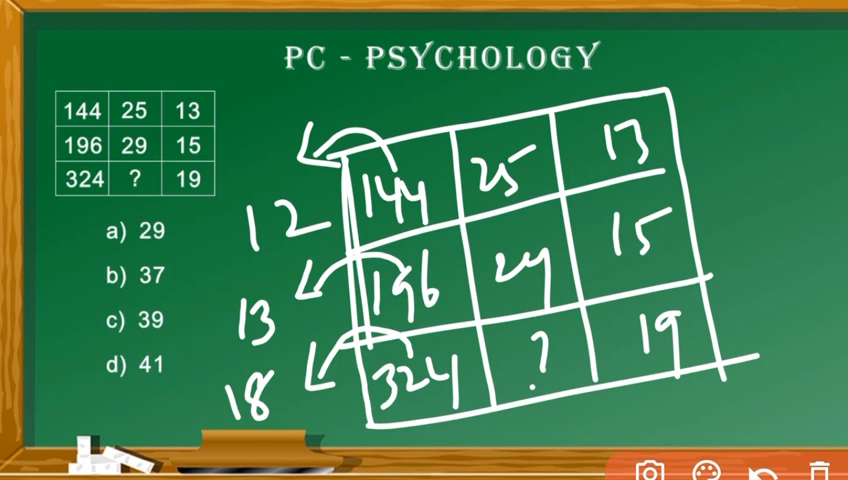 PC - PSYCHOLOGY
144 25 13
196 29 15
324 ? 19
a) 29
b) 37
c) 39
d) 41
12 144 25 13
13 196 29 15
18 324 ? 19